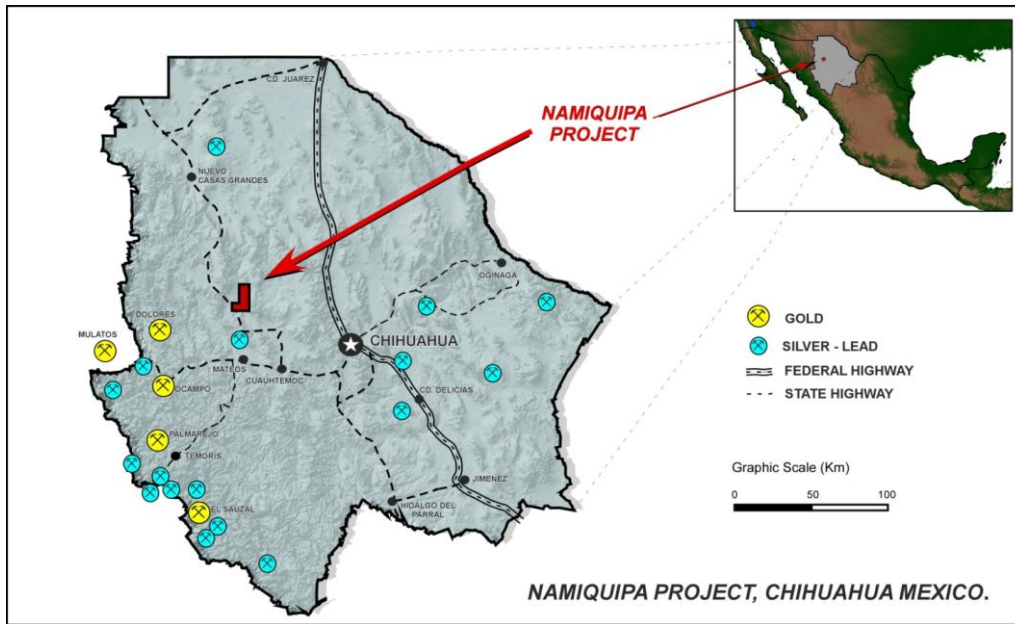 CD. JUAREZ
NAMIQUIPA
PROJECT
NUEVO
CASAS GRANDES
OGINAGA
DOLORES
MULATOS
CHIHUAHUA
MATEOS
CUAUHTEMOC
OCAMPO
CD. DELICIAS
PALMAREJO
TEMORIS
JIMENEZ
HIDALGO DEL
PARRAL
EL SAUZAL
GOLD
SILVER - LEAD
FEDERAL HIGHWAY
STATE HIGHWAY
Graphic Scale (Km)
0 50 100
NAMIQUIPA PROJECT, CHIHUAHUA MEXICO.